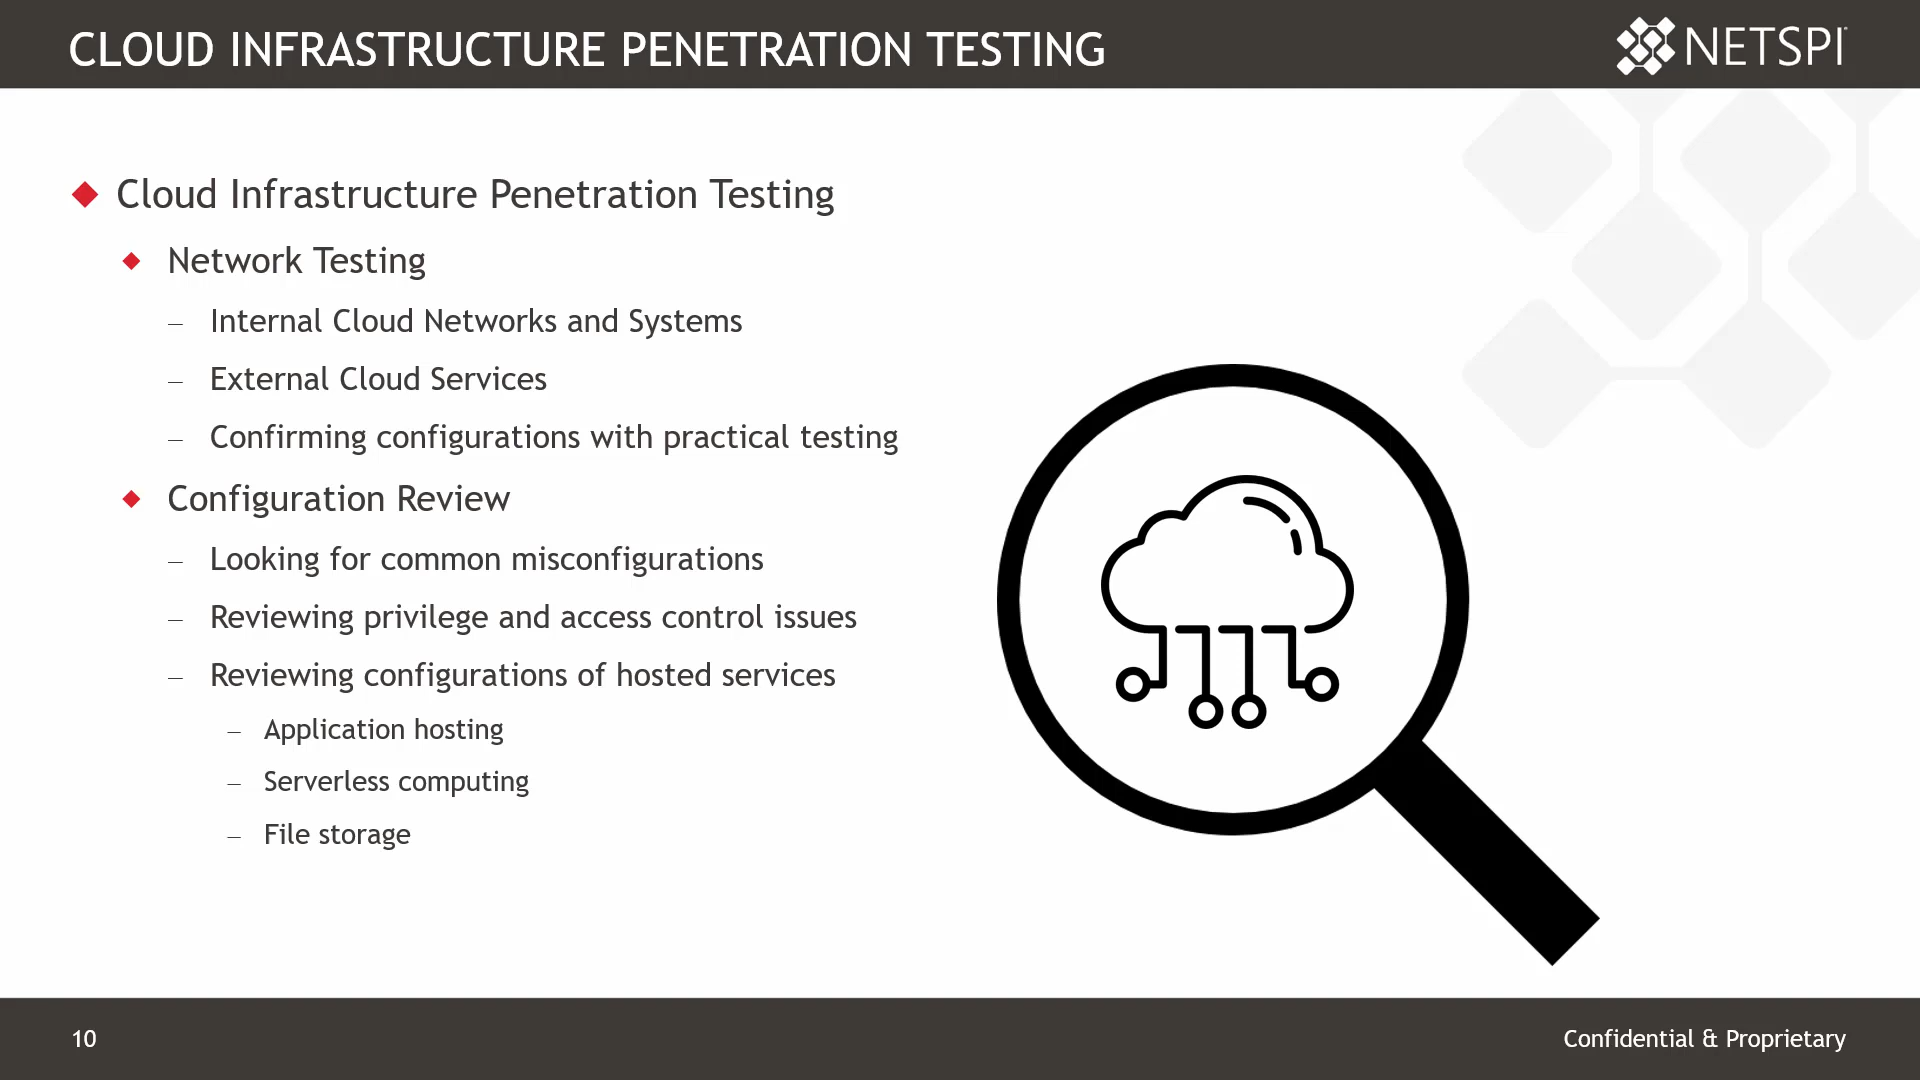 CLOUD INFRASTRUCTURE PENETRATION TESTING
NETSPI
Cloud Infrastructure Penetration Testing
Network Testing
– Internal Cloud Networks and Systems
– External Cloud Services
– Confirming configurations with practical testing
Configuration Review
– Looking for common misconfigurations
– Reviewing privilege and access control issues
– Reviewing configurations of hosted services
– Application hosting
– Serverless computing
– File storage
10
Confidential & Proprietary